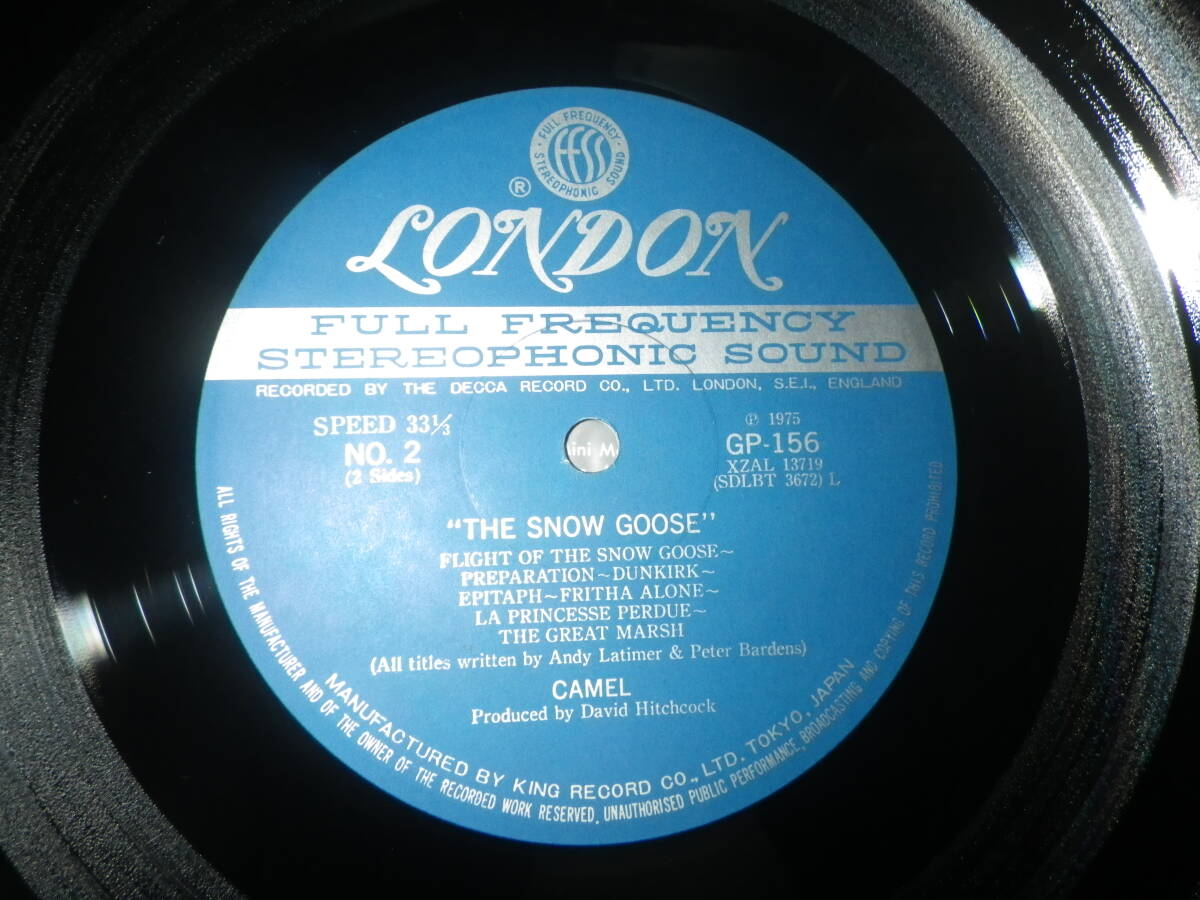 · FULL FREQUENCY ·
FFSS
STEREOPHONIC SOUND
®
LONDON
FULL FREQUENCY
STEREOPHONIC SOUND
RECORDED BY THE DECCA RECORD CO., LTD. LONDON, S.E.I., ENGLAND
SPEED 33⅓
NO. 2
(2 Sides)
℗ 1975
GP-156
XZAL 13719
(SDLBT 3672) L
ini M
"THE SNOW GOOSE"
FLIGHT OF THE SNOW GOOSE~
PREPARATION~DUNKIRK~
EPITAPH~FRITHA ALONE~
LA PRINCESSE PERDUE~
THE GREAT MARSH
(All titles written by Andy Latimer & Peter Bardens)
CAMEL
Produced by David Hitchcock
MANUFACTURED BY KING RECORD CO., LTD. TOKYO, JAPAN
ALL RIGHTS OF THE MANUFACTURER AND OF THE OWNER OF THE RECORDED WORK RESERVED. UNAUTHORISED PUBLIC PERFORMANCE, BROADCASTING AND COPYING OF THIS RECORD PROHIBITED